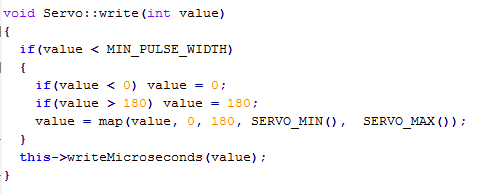 void Servo::write(int value)
{
  if(value < MIN_PULSE_WIDTH)
  {
    if(value < 0) value = 0;
    if(value > 180) value = 180;
    value = map(value, 0, 180, SERVO_MIN(),  SERVO_MAX());
  }
  this->writeMicroseconds(value);
}